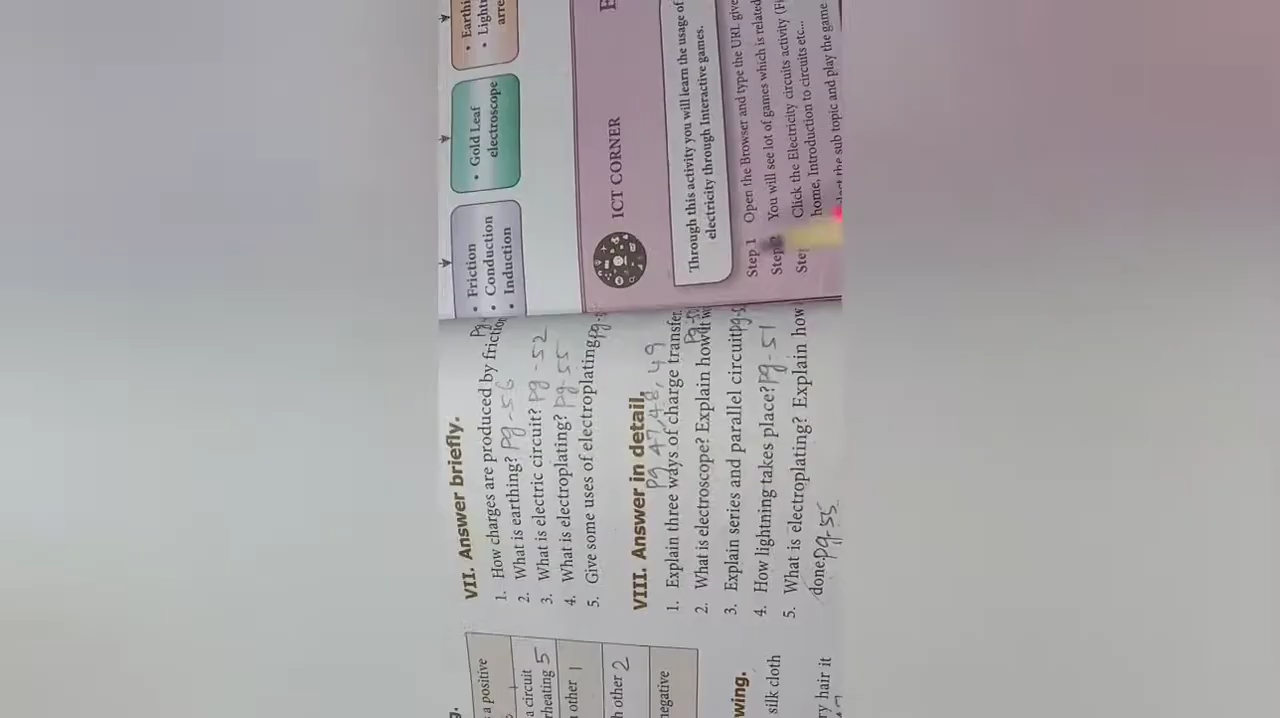 • Friction
• Conduction
• Induction
• Gold Leaf
electroscope
ICT CORNER
Through this activity you will learn the usage of
electricity through Interactive games.
Step 1 Open the Browser and type the URL
You will see lot of games which is related
Click the Electricity circuits activity
home, Introduction to circuits etc...
the sub topic and play the game
VII. Answer briefly.
1. How charges are produced by friction
2. What is earthing? Pg-56
3. What is electric circuit? Pg-52
4. What is electroplating? Pg-55
5. Give some uses of electroplating
VIII. Answer in detail.
Pg 47,48,49
1. Explain three ways of charge transfer.
2. What is electroscope? Explain how it
3. Explain series and parallel circuit
4. How lightning takes place? Pg-51
5. What is electroplating? Explain how
done. Pg-55
a positive
a circuit
5
other 1
other 2
negative
silk cloth
hair it